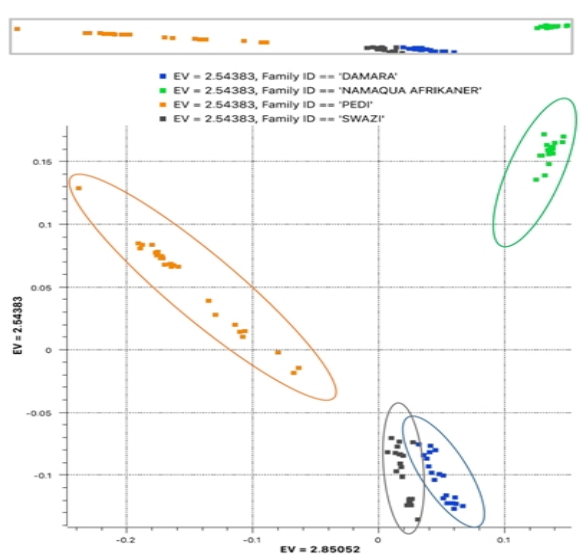 EV = 2.54383, Family ID == 'DAMARA'
EV = 2.54383, Family ID == 'NAMAQUA AFRIKANER'
EV = 2.54383, Family ID == 'PEDI'
EV = 2.54383, Family ID == 'SWAZI'
0.15
0.1
0.05
0
-0.05
-0.1
EV = 2.54383
-0.2 -0.1 0 0.1
EV = 2.85052